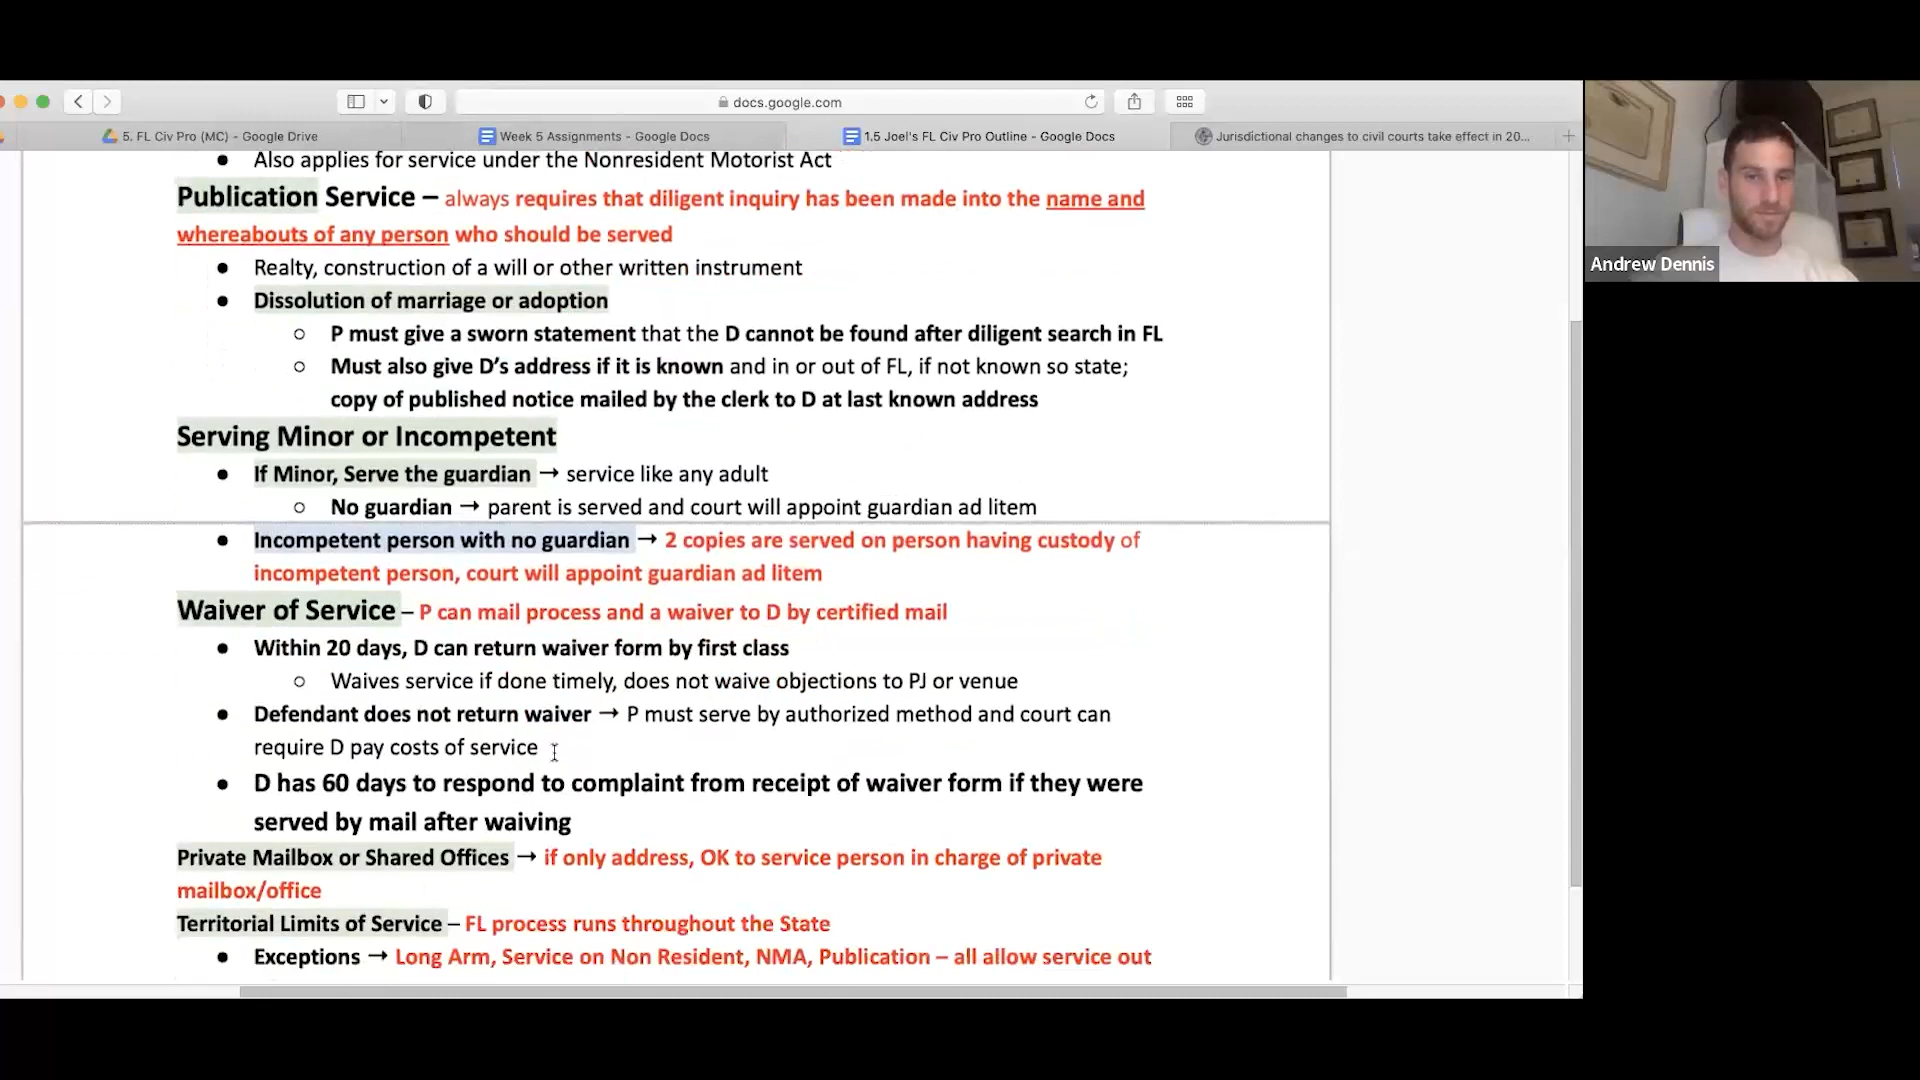 docs.google.com
5. FL Civ Pro (MC) - Google Drive
Week 5 Assignments - Google Docs
1.5 Joel's FL Civ Pro Outline - Google Docs
Jurisdictional changes to civil courts take effect in 20...
Andrew Dennis
● Also applies for service under the Nonresident Motorist Act
Publication Service – always requires that diligent inquiry has been made into the name and
whereabouts of any person who should be served
● Realty, construction of a will or other written instrument
● Dissolution of marriage or adoption
○ P must give a sworn statement that the D cannot be found after diligent search in FL
○ Must also give D's address if it is known and in or out of FL, if not known so state;
copy of published notice mailed by the clerk to D at last known address
Serving Minor or Incompetent
● If Minor, Serve the guardian → service like any adult
○ No guardian → parent is served and court will appoint guardian ad litem
● Incompetent person with no guardian → 2 copies are served on person having custody of
incompetent person, court will appoint guardian ad litem
Waiver of Service – P can mail process and a waiver to D by certified mail
● Within 20 days, D can return waiver form by first class
○ Waives service if done timely, does not waive objections to PJ or venue
● Defendant does not return waiver → P must serve by authorized method and court can
require D pay costs of service
● D has 60 days to respond to complaint from receipt of waiver form if they were
served by mail after waiving
Private Mailbox or Shared Offices → if only address, OK to service person in charge of private
mailbox/office
Territorial Limits of Service – FL process runs throughout the State
● Exceptions → Long Arm, Service on Non Resident, NMA, Publication – all allow service out